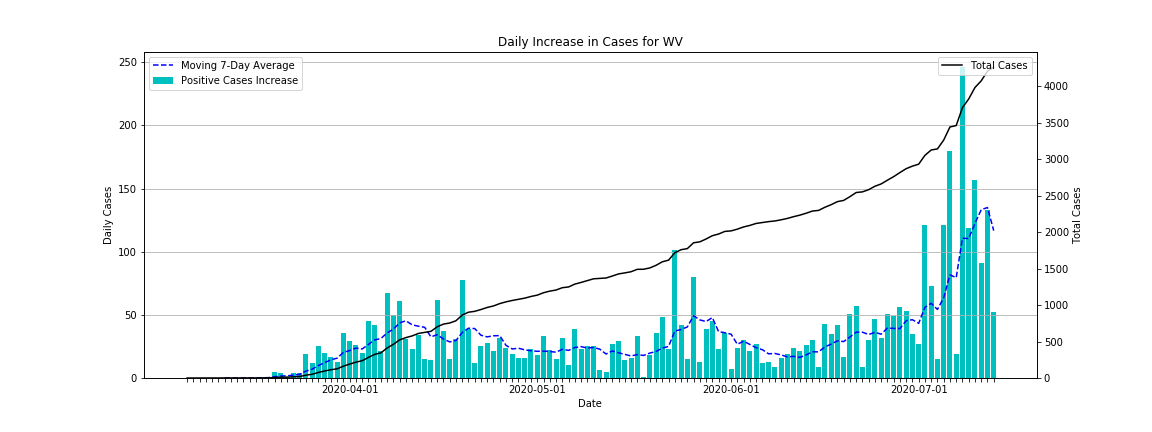 Daily Increase in Cases for WV
Moving 7-Day Average
Positive Cases Increase
Total Cases
250
200
150
100
50
0
Daily Cases
4000
3500
3000
2500
2000
1500
1000
500
0
Total Cases
2020-04-01
2020-05-01
2020-06-01
2020-07-01
Date